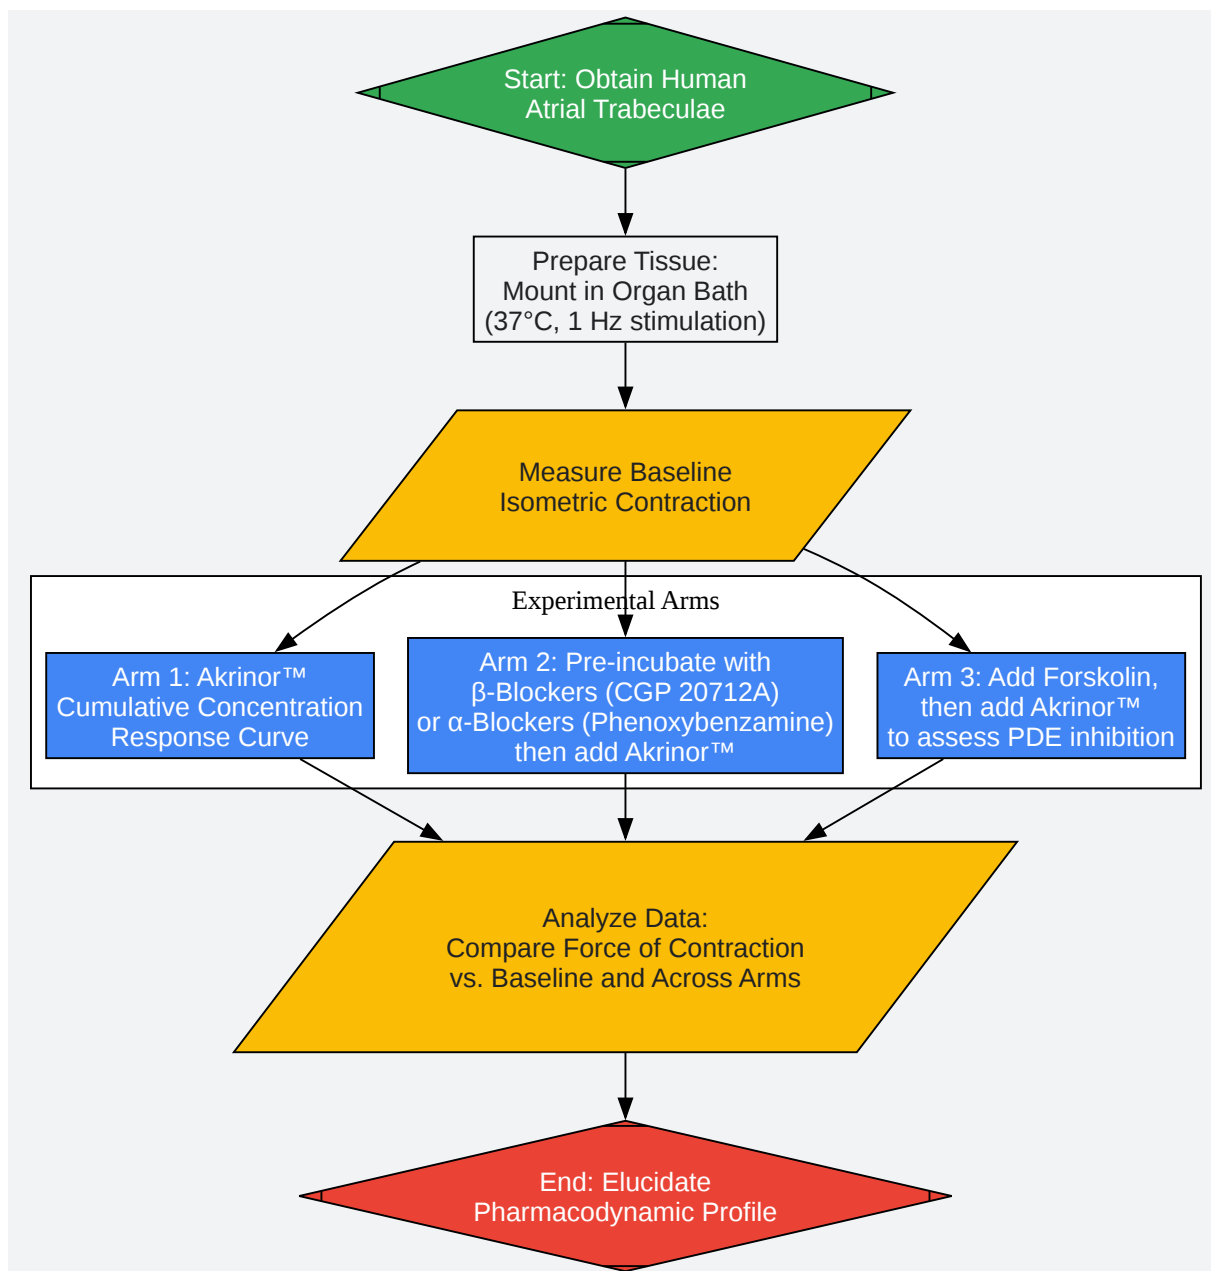 Start: Obtain Human
Atrial Trabeculae
Prepare Tissue:
Mount in Organ Bath
(37°C, 1 Hz stimulation)
Measure Baseline
Isometric Contraction
Experimental Arms
Arm 1: Akrinor™
Cumulative Concentration
Response Curve
Arm 2: Pre-incubate with
β-Blockers (CGP 20712A)
or α-Blockers (Phenoxybenzamine)
then add Akrinor™
Arm 3: Add Forskolin,
then add Akrinor™
to assess PDE inhibition
Analyze Data:
Compare Force of Contraction
vs. Baseline and Across Arms
End: Elucidate
Pharmacodynamic Profile